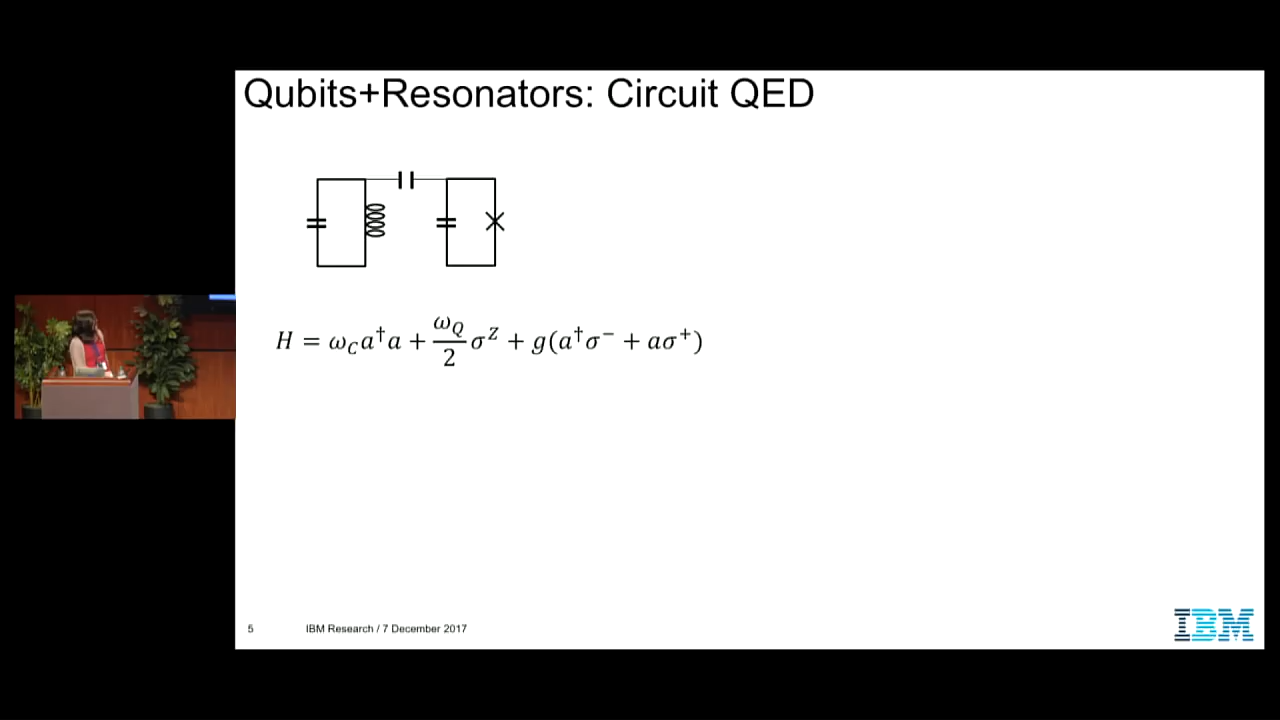 Qubits+Resonators: Circuit QED
H = ω_C a†a + ω_Q/2 σ^Z + g(a†σ⁻ + aσ⁺)
5 IBM Research / 7 December 2017
IBM